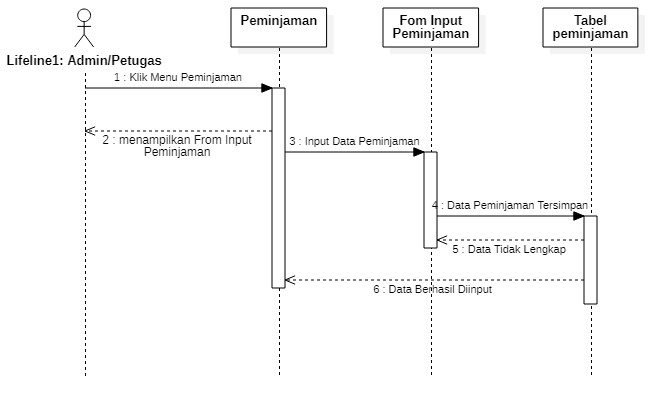 Peminjaman
Fom Input
Peminjaman
Tabel
peminjaman
Lifeline1: Admin/Petugas
1 : Klik Menu Peminjaman
2 : menampilkan From Input
Peminjaman
3 : Input Data Peminjaman
4 : Data Peminjaman Tersimpan
5 : Data Tidak Lengkap
6 : Data Berhasil Diinput